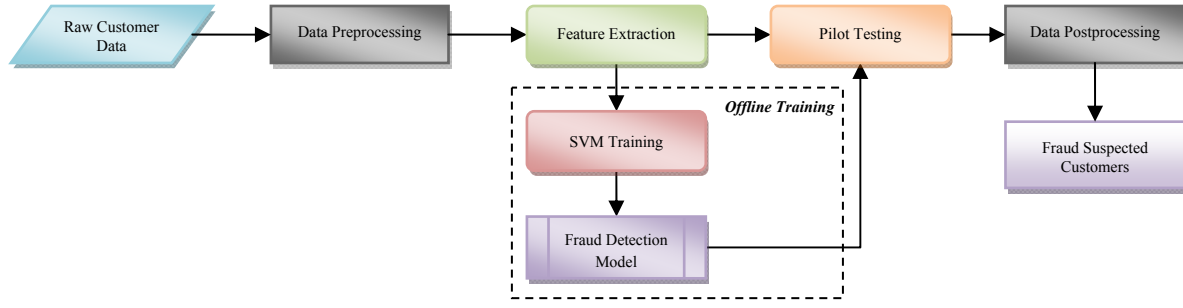 Raw Customer
Data
Data Preprocessing
Feature Extraction
Pilot Testing
Data Postprocessing
Offline Training
SVM Training
Fraud Suspected
Customers
Fraud Detection
Model